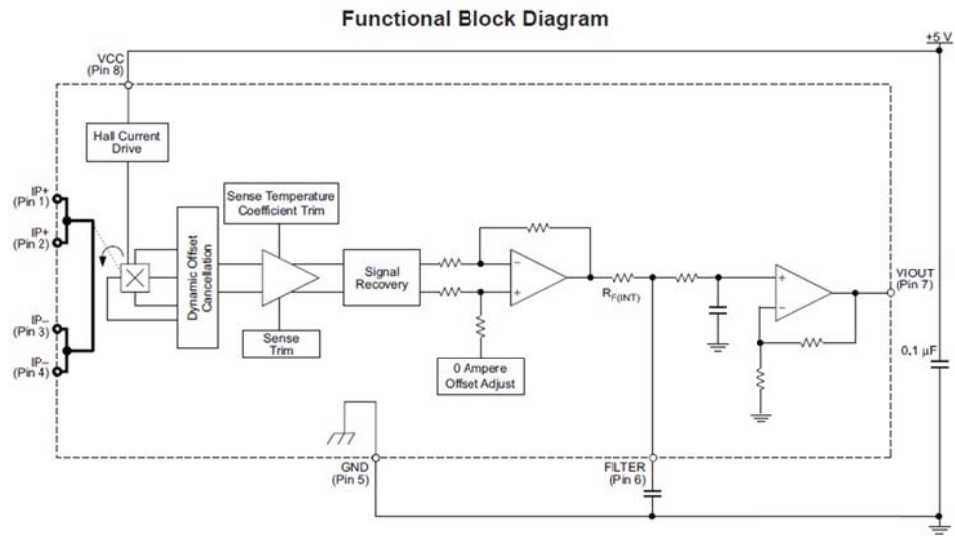 Functional Block Diagram
+5 V
VCC
(Pin 8)
Hall Current
Drive
IP+
(Pin 1)
IP+
(Pin 2)
IP−
(Pin 3)
IP−
(Pin 4)
Dynamic Offset
Cancellation
Sense Temperature
Coefficient Trim
Sense
Trim
Signal
Recovery
0 Ampere
Offset Adjust
−
+
RF(INT)
+
−
VIOUT
(Pin 7)
0.1 μF
GND
(Pin 5)
FILTER
(Pin 6)